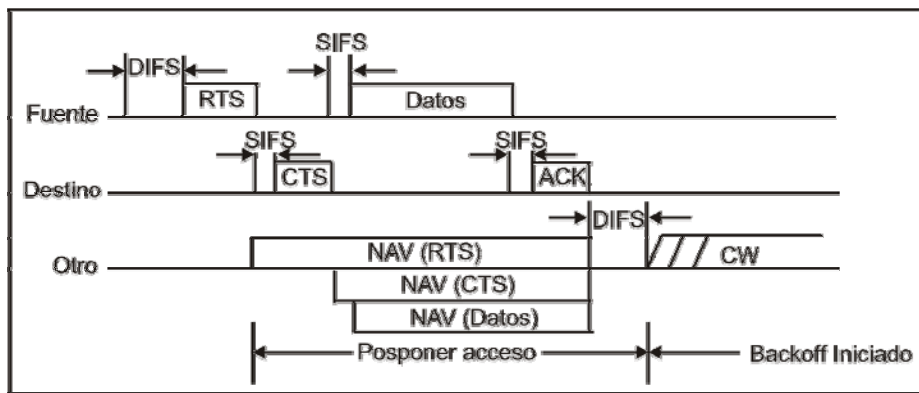 SIFS
DIFS
RTS
Datos
Fuente
SIFS
SIFS
CTS
ACK
Destino
DIFS
NAV (RTS)
CW
Otro
NAV (CTS)
NAV (Datos)
Posponer acceso
Backoff Iniciado